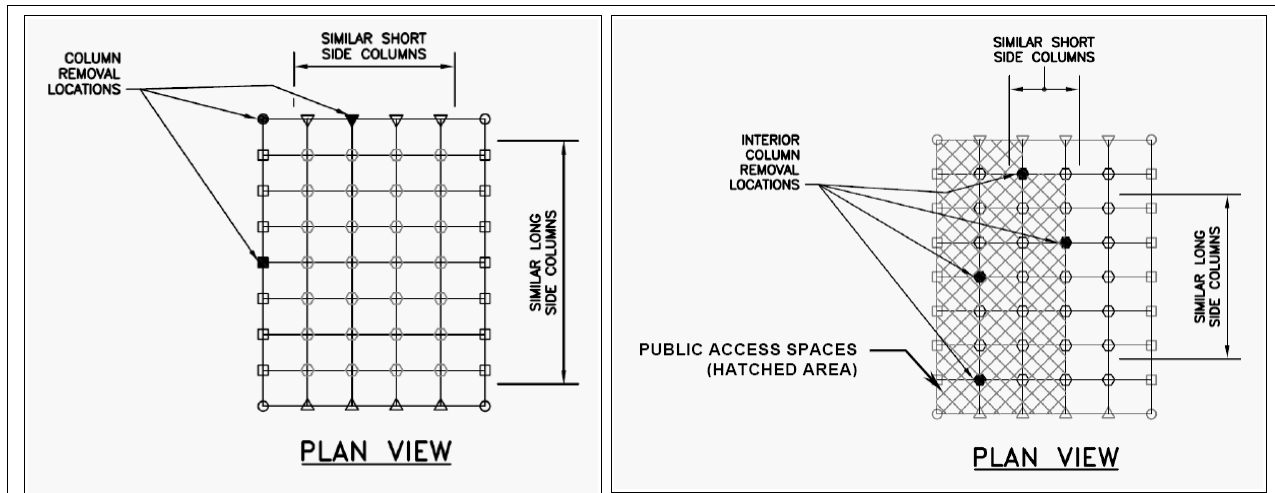 SIMILAR SHORT
SIDE COLUMNS
COLUMN
REMOVAL
LOCATIONS
SIMILAR LONG
SIDE COLUMNS
PLAN VIEW
SIMILAR SHORT
SIDE COLUMNS
INTERIOR
COLUMN
REMOVAL
LOCATIONS
SIMILAR LONG
SIDE COLUMNS
PUBLIC ACCESS SPACES
(HATCHED AREA)
PLAN VIEW